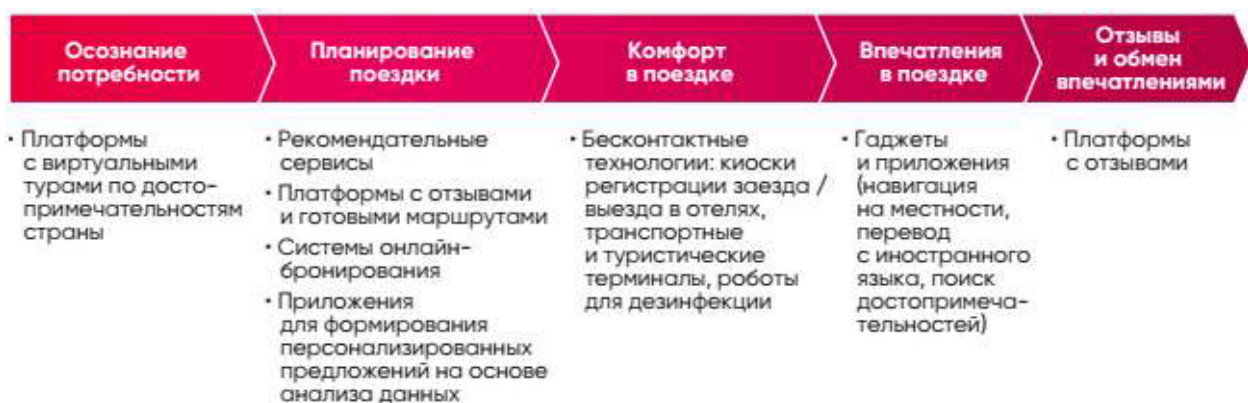 Осознание
потребности
Планирование
поездки
Комфорт
в поездке
Впечатления
в поездке
Отзывы
и обмен
впечатлениями
• Платформы
с виртуальными
турами по досто-
примечательностям
страны
• Рекомендательные
сервисы
• Платформы с отзывами
и готовыми маршрутами
• Системы онлайн-
бронирования
• Приложения
для формирования
персонализированных
предложений на основе
анализа данных
• Бесконтактные
технологии: киоски
регистрации заезда /
выезда в отелях,
транспортные
и туристические
терминалы, роботы
для дезинфекции
• Гаджеты
и приложения
(навигация
на местности,
перевод
с иностранного
языка, поиск
достопримеча-
тельностей)
• Платформы
с отзывами